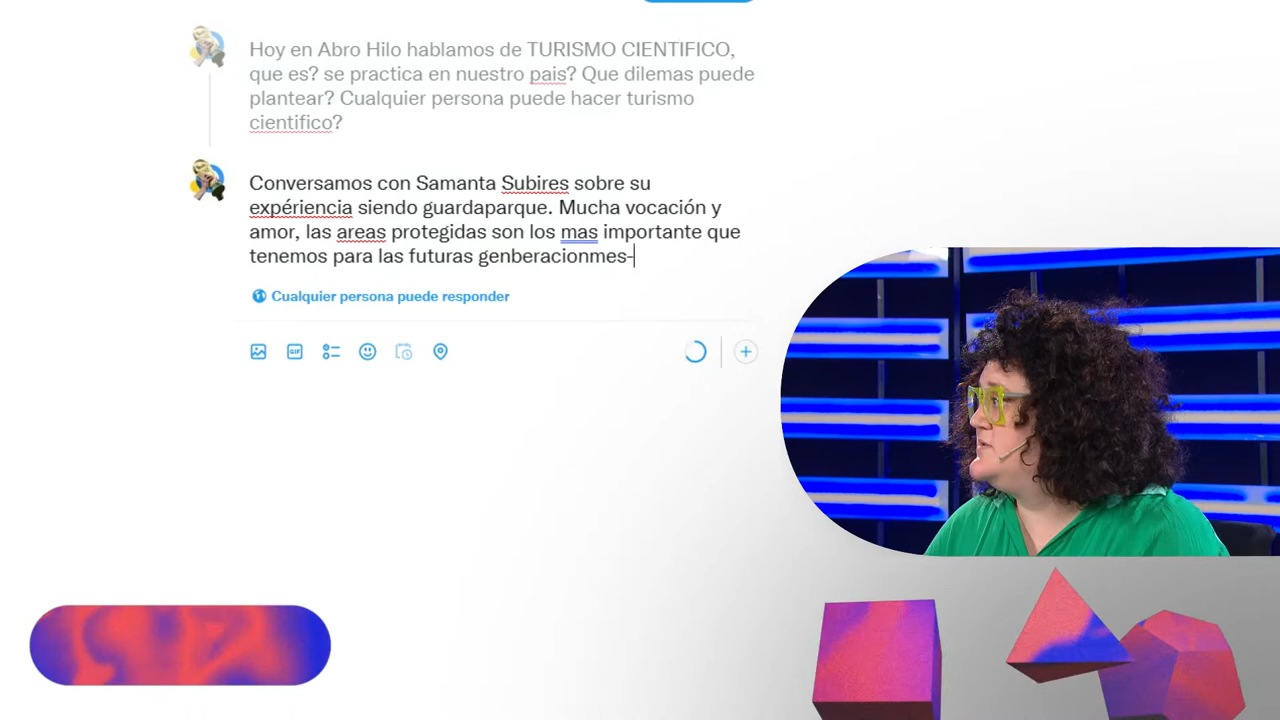 Hoy en Abro Hilo hablamos de TURISMO CIENTIFICO,
que es? se practica en nuestro pais? Que dilemas puede
plantear? Cualquier persona puede hacer turismo
cientifico?
Conversamos con Samanta Subires sobre su
expériencia siendo guardaparque. Mucha vocación y
amor, las areas protegidas son los mas importante que
tenemos para las futuras genberacionmes-
Cualquier persona puede responder
GIF